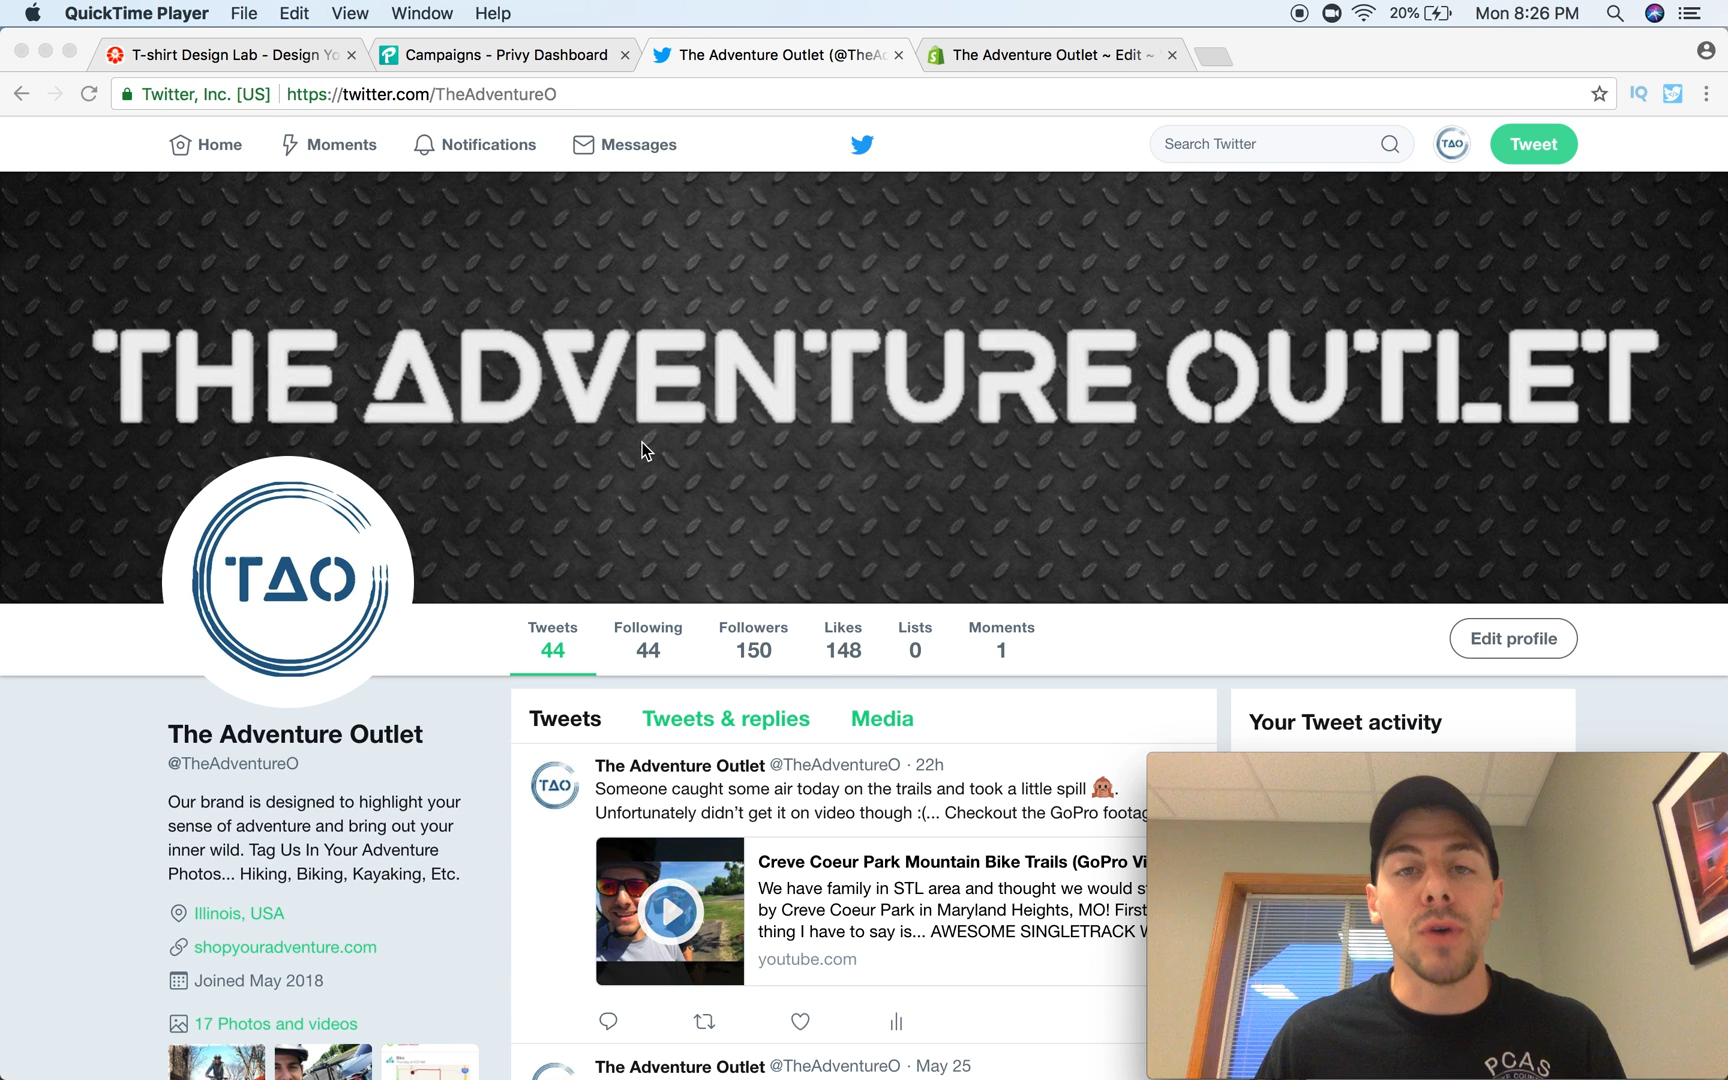 QuickTime Player File Edit View Window Help 20% Mon 8:26 PM
T-shirt Design Lab - Design Yo Campaigns - Privy Dashboard The Adventure Outlet (@TheAd The Adventure Outlet ~ Edit ~
Twitter, Inc. [US] https://twitter.com/TheAdventureO IQ
Home Moments Notifications Messages Search Twitter TAO Tweet
THE ADVENTURE OUTLET
TAO
Tweets Following Followers Likes Lists Moments
44 44 150 148 0 1
Edit profile
The Adventure Outlet
@TheAdventureO
Our brand is designed to highlight your
sense of adventure and bring out your
inner wild. Tag Us In Your Adventure
Photos... Hiking, Biking, Kayaking, Etc.
Illinois, USA
shopyouradventure.com
Joined May 2018
17 Photos and videos
Tweets Tweets & replies Media
TAO
The Adventure Outlet @TheAdventureO · 22h
Someone caught some air today on the trails and took a little spill 🙊.
Unfortunately didn't get it on video though :(... Checkout the GoPro footag
Creve Coeur Park Mountain Bike Trails (GoPro Vi
We have family in STL area and thought we would s
by Creve Coeur Park in Maryland Heights, MO! First
thing I have to say is... AWESOME SINGLETRACK W
youtube.com
The Adventure Outlet @TheAdventureO · May 25
Your Tweet activity
PCAS